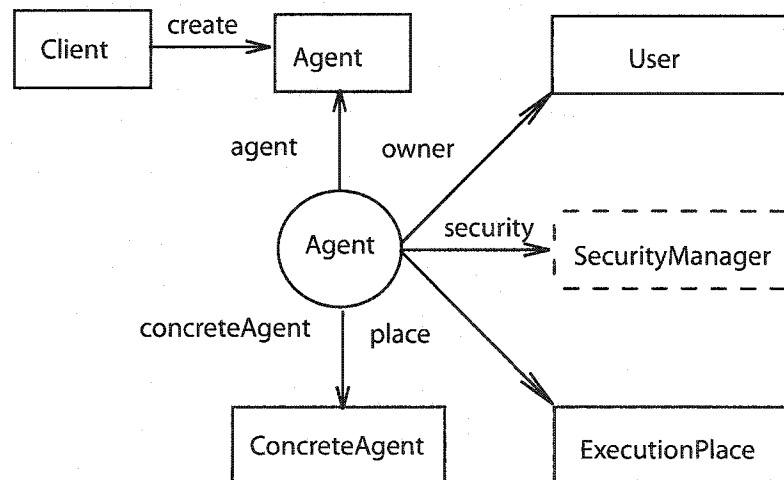 create
Client
Agent
User
agent
owner
security
Agent
SecurityManager
concreteAgent
place
ConcreteAgent
ExecutionPlace